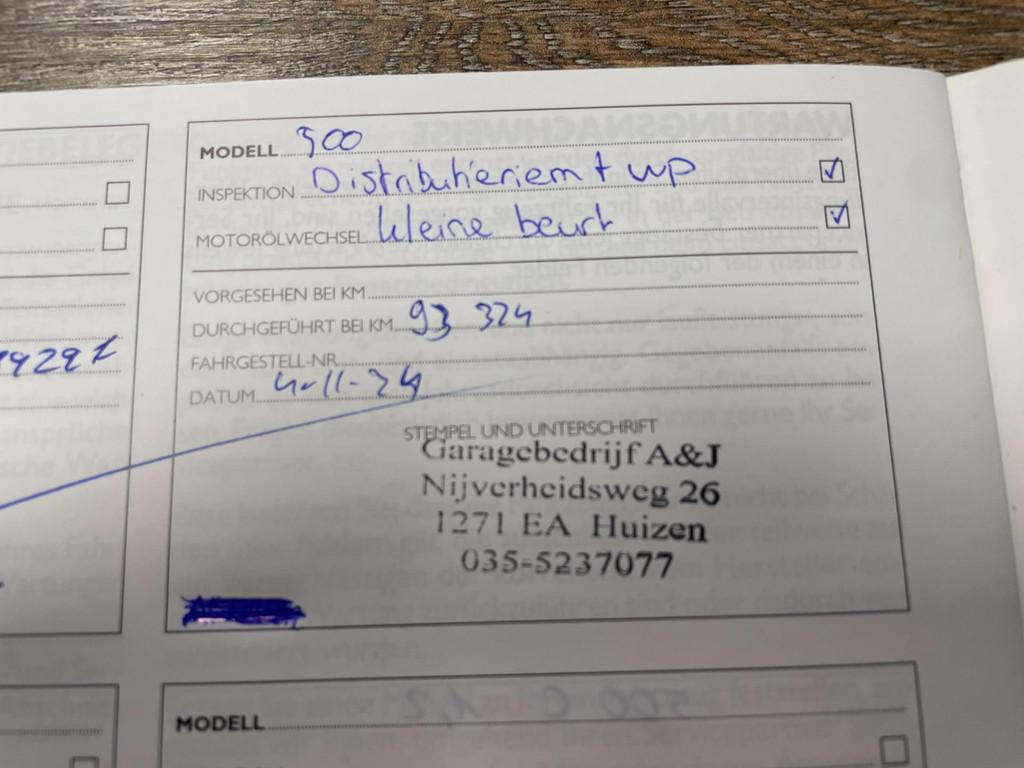 MODELL 500
INSPEKTION Distributieriem + wp
MOTORÖLWECHSEL kleine beurt
VORGESEHEN BEI KM
DURCHGEFÜHRT BEI KM 93 324
FAHRGESTELL-NR.
DATUM 4-11-24
STEMPEL UND UNTERSCHRIFT
Garagebedrijf A&J
Nijverheidsweg 26
1271 EA Huizen
035-5237077
MODELL